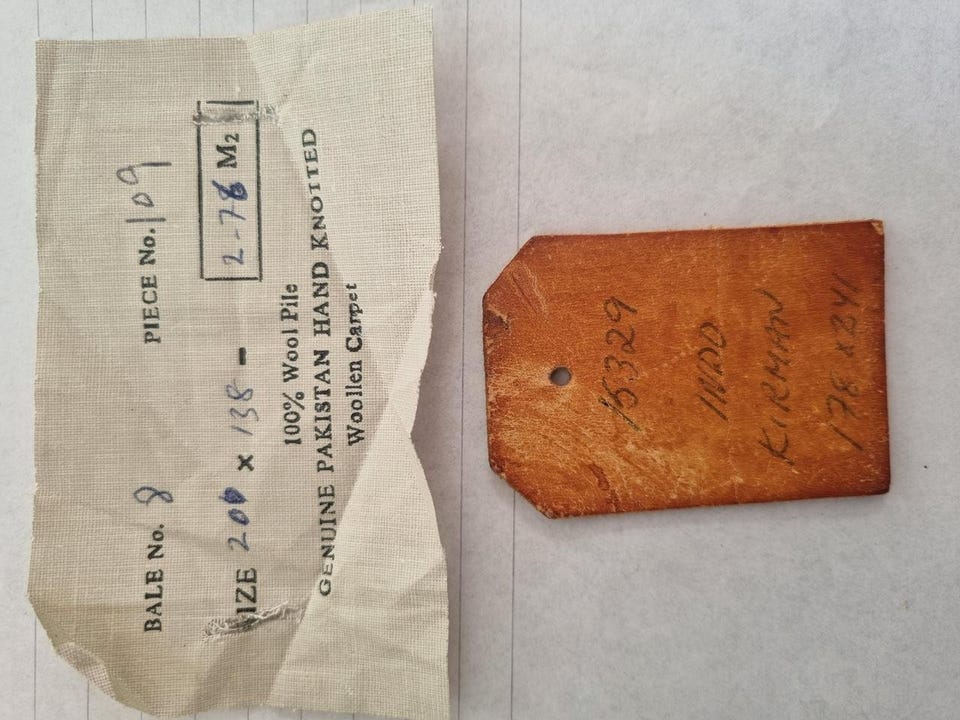 BALE No. 8 PIECE No. 109
SIZE 200 x 138 - 2-76 M2
100% Wool Pile
GENUINE PAKISTAN HAND KNOTTED
Woollen Carpet
15329
INDO
KIRMAN
178 x 241